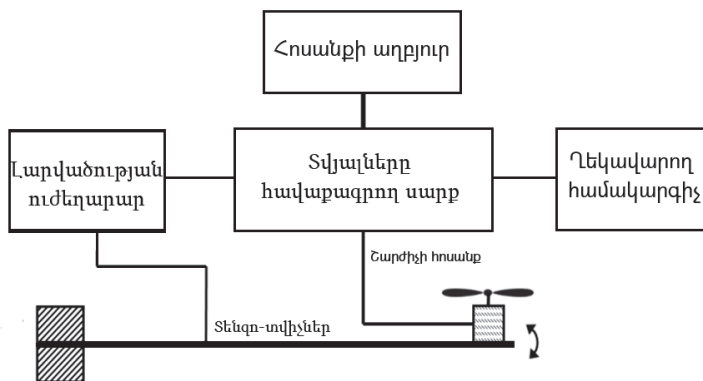 Հոսանքի աղբյուր
Լարվածության
ուժեղարար
Տվյալները
հավաքագրող սարք
Ղեկավարող
համակարգիչ
Շարժիչի հոսանք
Տենզո-տվիչներ